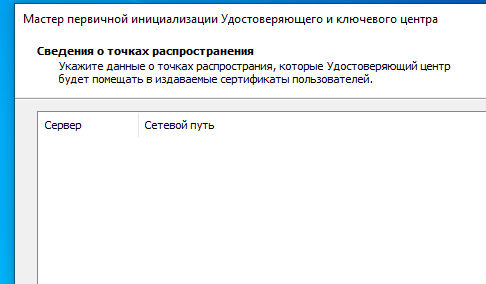 Мастер первичной инициализации Удостоверяющего и ключевого центра
Сведения о точках распространения
Укажите данные о точках распространия, которые Удостоверяющий центр
будет помещать в издаваемые сертификаты пользователей.
Сервер Сетевой путь